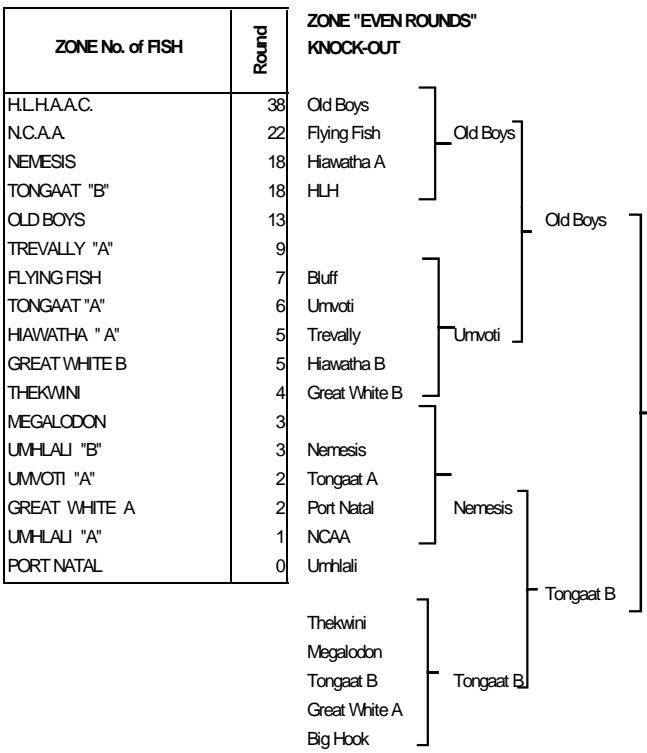 ZONE "EVEN ROUNDS"
KNOCK-OUT
ZONE No. of FISH Round
H.L.H.A.A.C. 38
N.C.A.A. 22
NEMESIS 18
TONGAAT "B" 18
OLD BOYS 13
TREVALLY "A" 9
FLYING FISH 7
TONGAAT "A" 6
HIAWATHA " A" 5
GREAT WHITE B 5
THEKWINI 4
MEGALODON 3
UMHLALI "B" 3
UMVOTI "A" 2
GREAT WHITE A 2
UMHLALI "A" 1
PORT NATAL 0
Old Boys
Flying Fish
Hiawatha A
HLH
Old Boys
Bluff
Umvoti
Trevally
Hiawatha B
Great White B
Umvoti
Old Boys
Nemesis
Tongaat A
Port Natal
NCAA
Umhlali
Nemesis
Thekwini
Megalodon
Tongaat B
Great White A
Big Hook
Tongaat B
Tongaat B